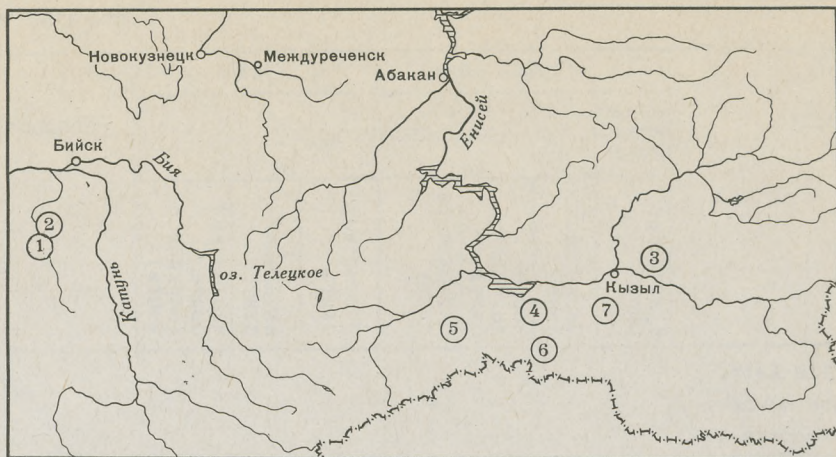 Новокузнецк
Междуреченск
Абакан
Енисей
Бийск
Бия
2
1
Катунь
оз. Телецкое
3
Кызыл
4
7
5
6